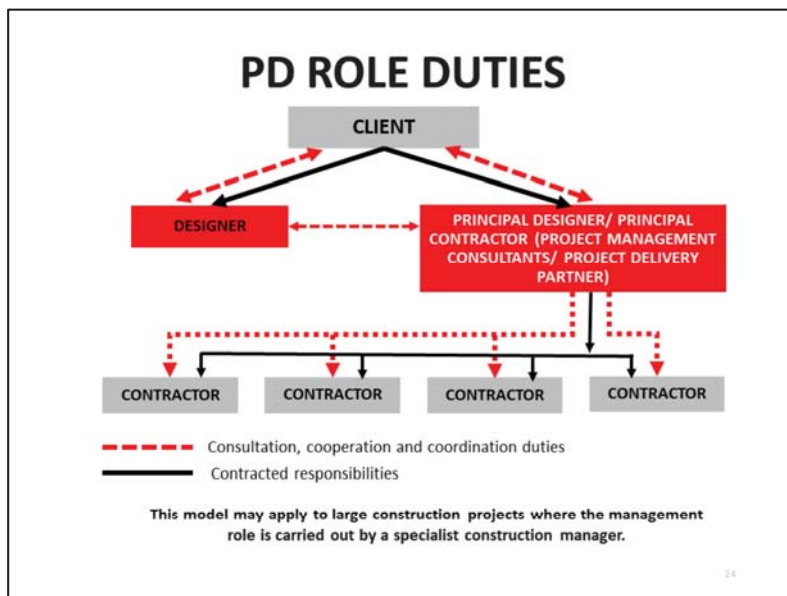 PD ROLE DUTIES
CLIENT
DESIGNER
PRINCIPAL DESIGNER/ PRINCIPAL
CONTRACTOR (PROJECT MANAGEMENT
CONSULTANTS/ PROJECT DELIVERY
PARTNER)
CONTRACTOR
CONTRACTOR
CONTRACTOR
CONTRACTOR
Consultation, cooperation and coordination duties
Contracted responsibilities
This model may apply to large construction projects where the management
role is carried out by a specialist construction manager.
24